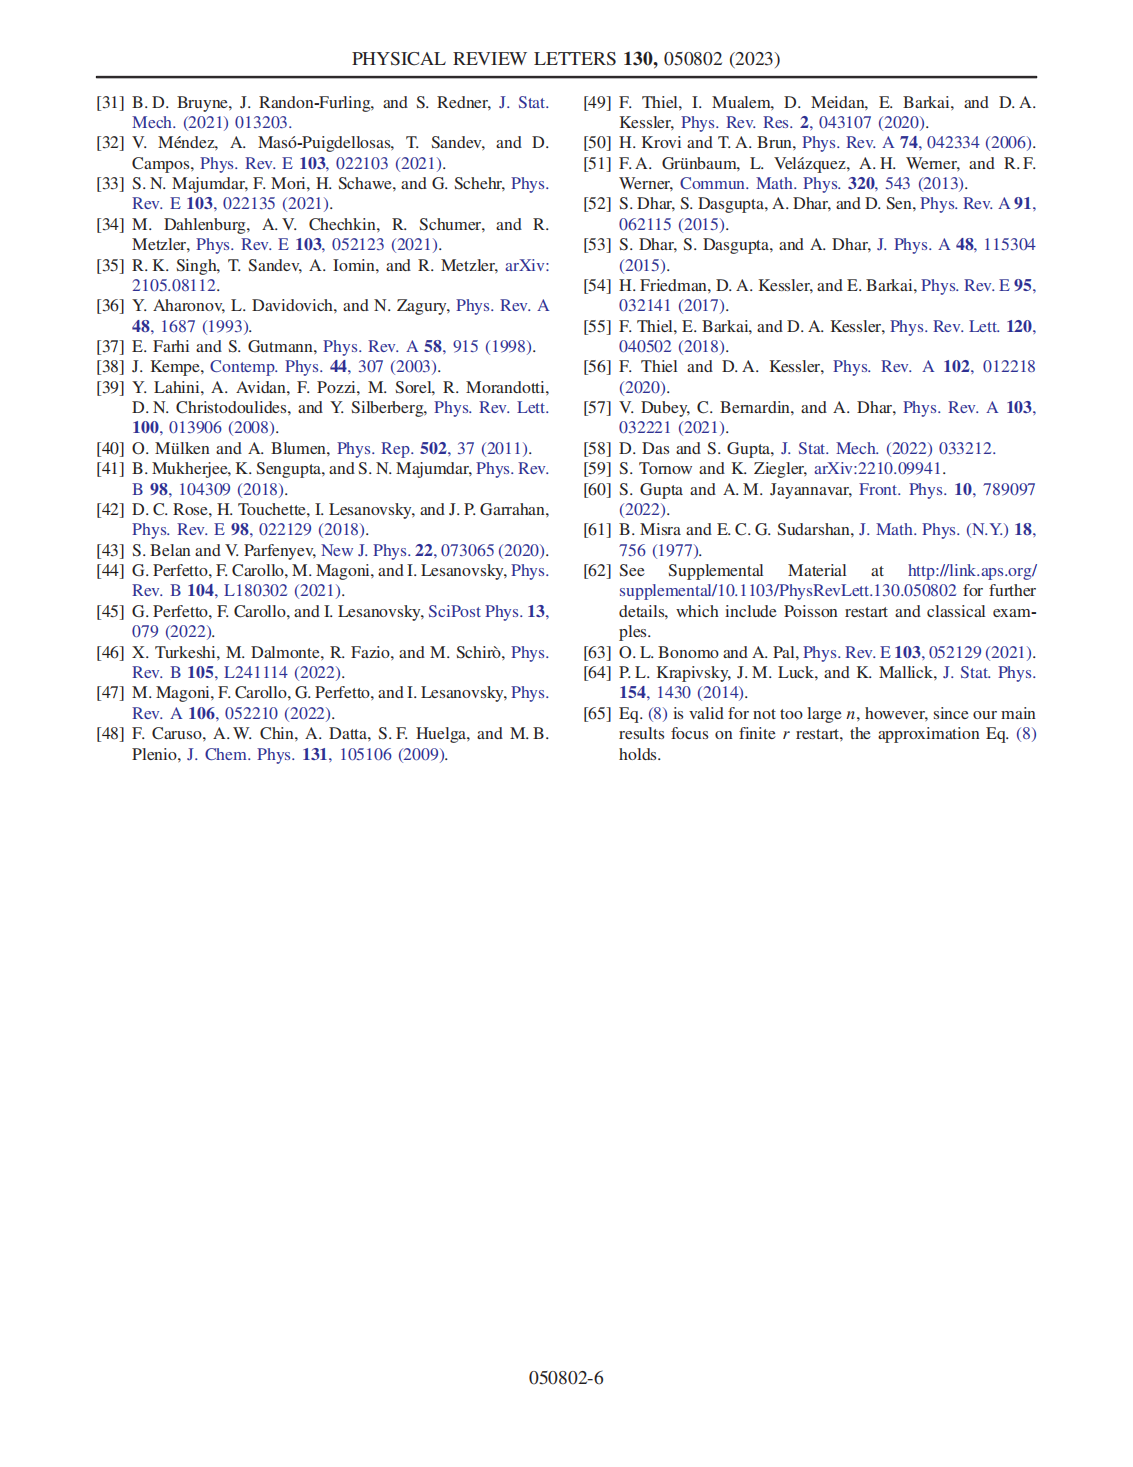 PHYSICAL REVIEW LETTERS 130, 050802 (2023)
[31] B. D. Bruyne, J. Randon-Furling, and S. Redner, J. Stat.
Mech. (2021) 013203.
[32] V. Méndez, A. Masó-Puigdellosas, T. Sandev, and D.
Campos, Phys. Rev. E 103, 022103 (2021).
[33] S. N. Majumdar, F. Mori, H. Schawe, and G. Schehr, Phys.
Rev. E 103, 022135 (2021).
[34] M. Dahlenburg, A. V. Chechkin, R. Schumer, and R.
Metzler, Phys. Rev. E 103, 052123 (2021).
[35] R. K. Singh, T. Sandev, A. Iomin, and R. Metzler, arXiv:
2105.08112.
[36] Y. Aharonov, L. Davidovich, and N. Zagury, Phys. Rev. A
48, 1687 (1993).
[37] E. Farhi and S. Gutmann, Phys. Rev. A 58, 915 (1998).
[38] J. Kempe, Contemp. Phys. 44, 307 (2003).
[39] Y. Lahini, A. Avidan, F. Pozzi, M. Sorel, R. Morandotti,
D. N. Christodoulides, and Y. Silberberg, Phys. Rev. Lett.
100, 013906 (2008).
[40] O. Mülken and A. Blumen, Phys. Rep. 502, 37 (2011).
[41] B. Mukherjee, K. Sengupta, and S. N. Majumdar, Phys. Rev.
B 98, 104309 (2018).
[42] D. C. Rose, H. Touchette, I. Lesanovsky, and J. P. Garrahan,
Phys. Rev. E 98, 022129 (2018).
[43] S. Belan and V. Parfenyev, New J. Phys. 22, 073065 (2020).
[44] G. Perfetto, F. Carollo, M. Magoni, and I. Lesanovsky, Phys.
Rev. B 104, L180302 (2021).
[45] G. Perfetto, F. Carollo, and I. Lesanovsky, SciPost Phys. 13,
079 (2022).
[46] X. Turkeshi, M. Dalmonte, R. Fazio, and M. Schirò, Phys.
Rev. B 105, L241114 (2022).
[47] M. Magoni, F. Carollo, G. Perfetto, and I. Lesanovsky, Phys.
Rev. A 106, 052210 (2022).
[48] F. Caruso, A. W. Chin, A. Datta, S. F. Huelga, and M. B.
Plenio, J. Chem. Phys. 131, 105106 (2009).
[49] F. Thiel, I. Mualem, D. Meidan, E. Barkai, and D. A.
Kessler, Phys. Rev. Res. 2, 043107 (2020).
[50] H. Krovi and T. A. Brun, Phys. Rev. A 74, 042334 (2006).
[51] F. A. Grünbaum, L. Velázquez, A. H. Werner, and R. F.
Werner, Commun. Math. Phys. 320, 543 (2013).
[52] S. Dhar, S. Dasgupta, A. Dhar, and D. Sen, Phys. Rev. A 91,
062115 (2015).
[53] S. Dhar, S. Dasgupta, and A. Dhar, J. Phys. A 48, 115304
(2015).
[54] H. Friedman, D. A. Kessler, and E. Barkai, Phys. Rev. E 95,
032141 (2017).
[55] F. Thiel, E. Barkai, and D. A. Kessler, Phys. Rev. Lett. 120,
040502 (2018).
[56] F. Thiel and D. A. Kessler, Phys. Rev. A 102, 012218
(2020).
[57] V. Dubey, C. Bernardin, and A. Dhar, Phys. Rev. A 103,
032221 (2021).
[58] D. Das and S. Gupta, J. Stat. Mech. (2022) 033212.
[59] S. Tornow and K. Ziegler, arXiv:2210.09941.
[60] S. Gupta and A. M. Jayannavar, Front. Phys. 10, 789097
(2022).
[61] B. Misra and E. C. G. Sudarshan, J. Math. Phys. (N.Y.) 18,
756 (1977).
[62] See Supplemental Material at http://link.aps.org/
supplemental/10.1103/PhysRevLett.130.050802 for further
details, which include Poisson restart and classical exam-
ples.
[63] O. L. Bonomo and A. Pal, Phys. Rev. E 103, 052129 (2021).
[64] P. L. Krapivsky, J. M. Luck, and K. Mallick, J. Stat. Phys.
154, 1430 (2014).
[65] Eq. (8) is valid for not too large n, however, since our main
results focus on finite r restart, the approximation Eq. (8)
holds.
050802-6